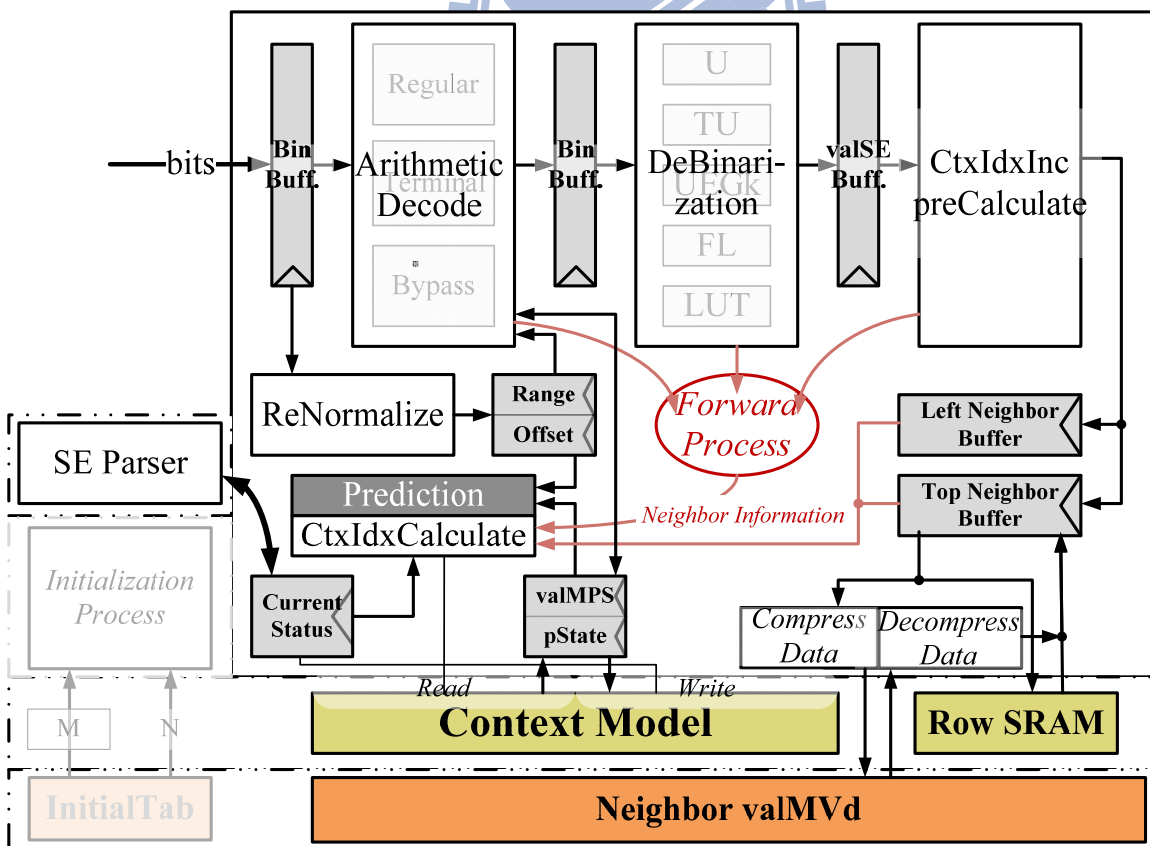 bits
Bin
Buff.
Regular
Arithmetic
Terminal
Decode
Bypass
Bin
Buff.
U
TU
DeBinari-
UEGk
zation
FL
LUT
valSE
Buff.
CtxIdxInc
preCalculate
ReNormalize
Range
Offset
Forward
Process
Left Neighbor
Buffer
SE Parser
Prediction
CtxIdxCalculate
Neighbor Information
Top Neighbor
Buffer
Initialization
Process
Current
Status
valMPS
pState
Compress
Data
Decompress
Data
Read
Write
M
N
Context Model
Row SRAM
InitialTab
Neighbor valMVd